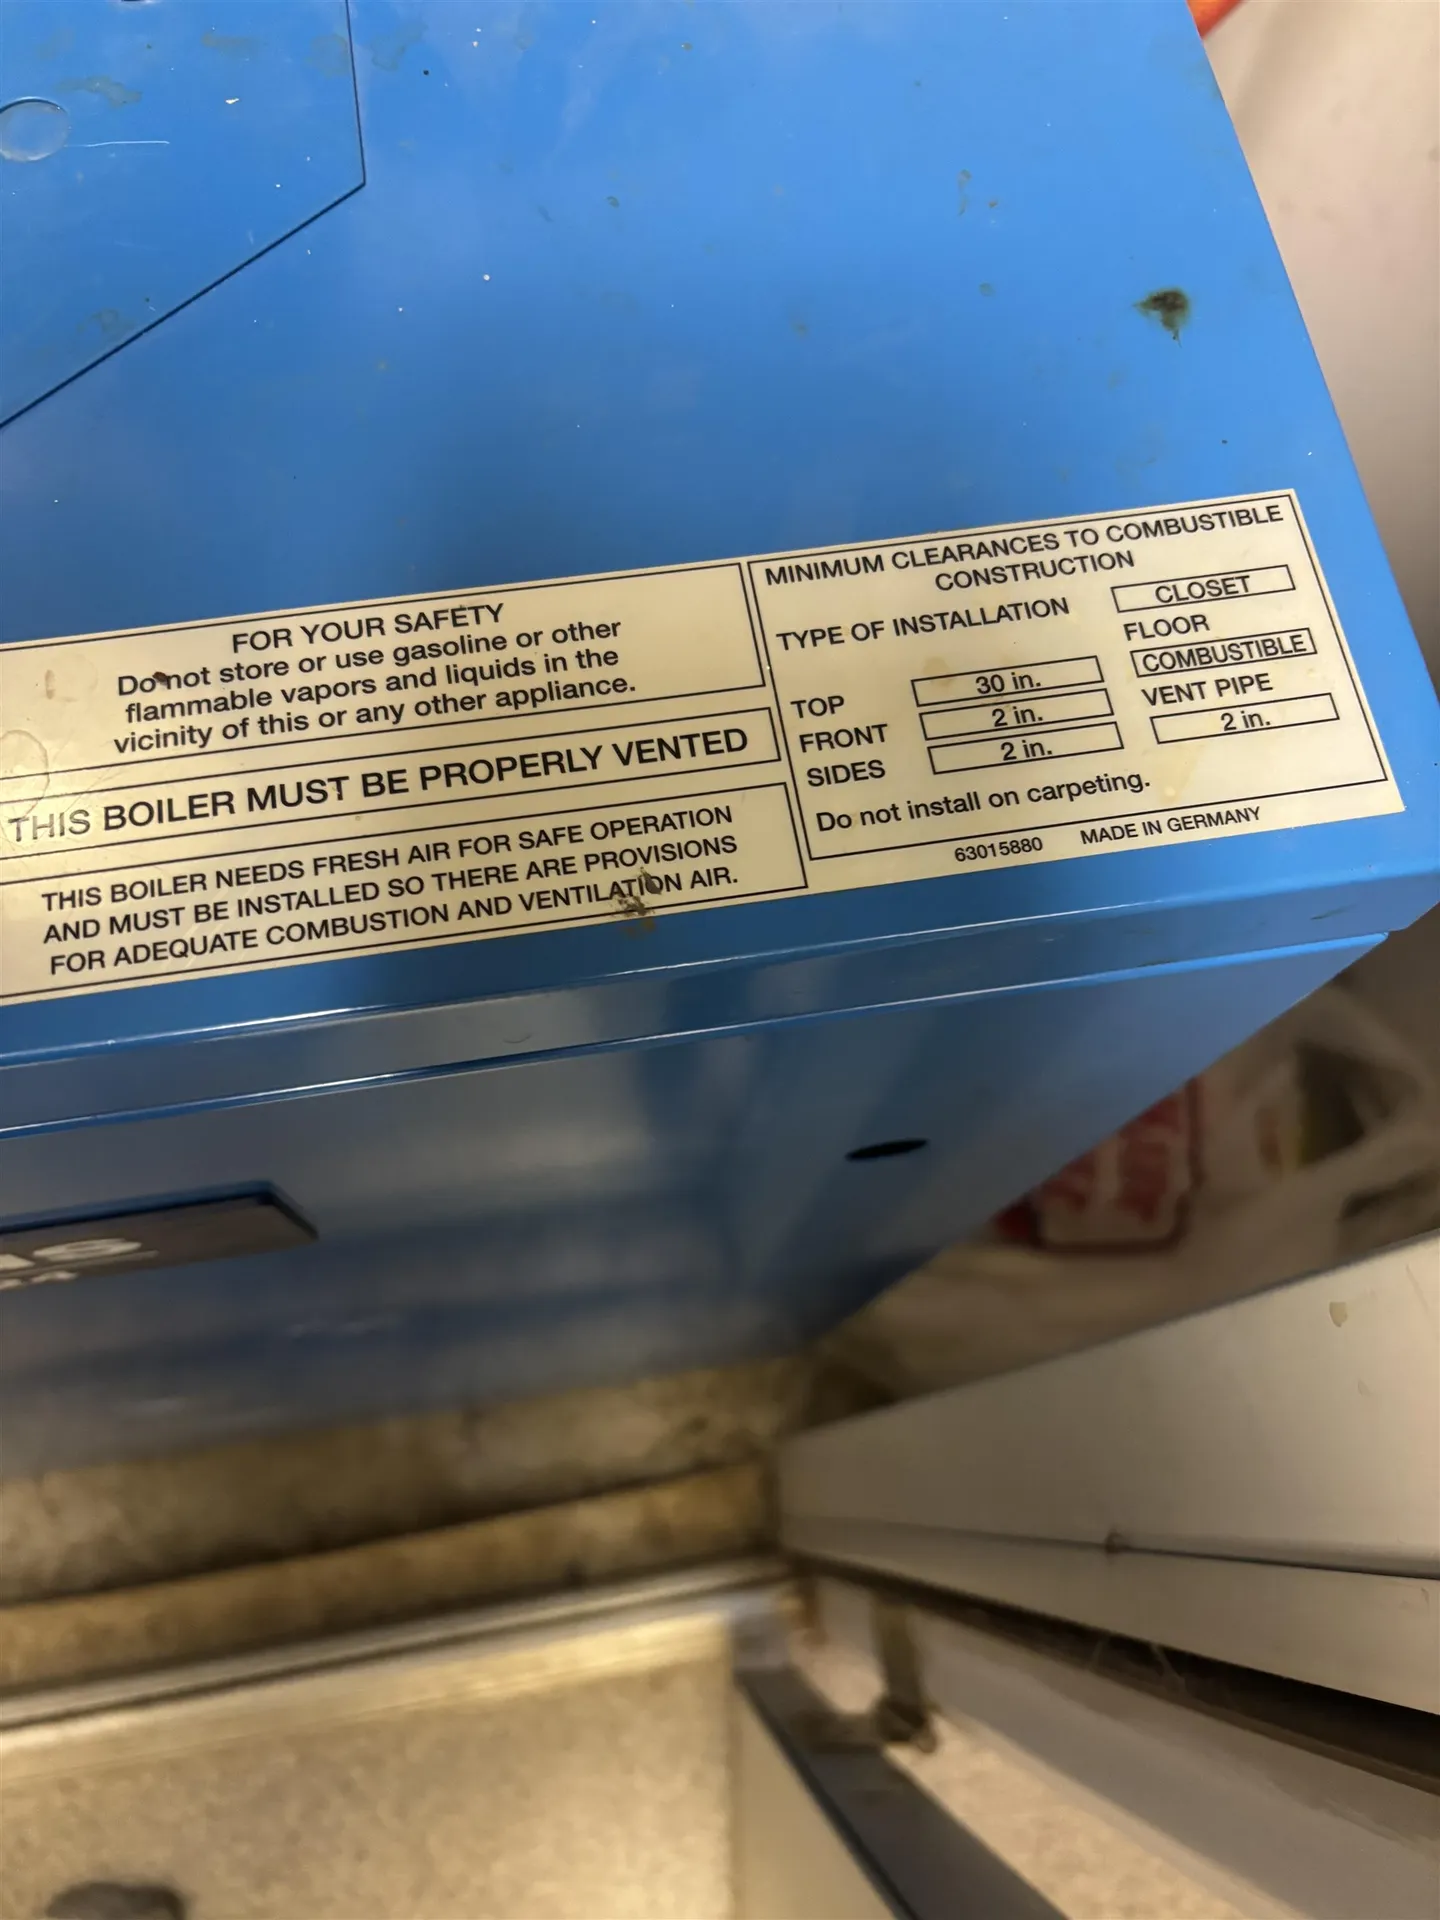 FOR YOUR SAFETY
Do not store or use gasoline or other
flammable vapors and liquids in the
vicinity of this or any other appliance.
THIS BOILER MUST BE PROPERLY VENTED
THIS BOILER NEEDS FRESH AIR FOR SAFE OPERATION
AND MUST BE INSTALLED SO THERE ARE PROVISIONS
FOR ADEQUATE COMBUSTION AND VENTILATION AIR.
MINIMUM CLEARANCES TO COMBUSTIBLE
CONSTRUCTION
TYPE OF INSTALLATION CLOSET
FLOOR
COMBUSTIBLE
TOP 30 in. VENT PIPE
FRONT 2 in. 2 in.
SIDES 2 in.
Do not install on carpeting.
63015880 MADE IN GERMANY